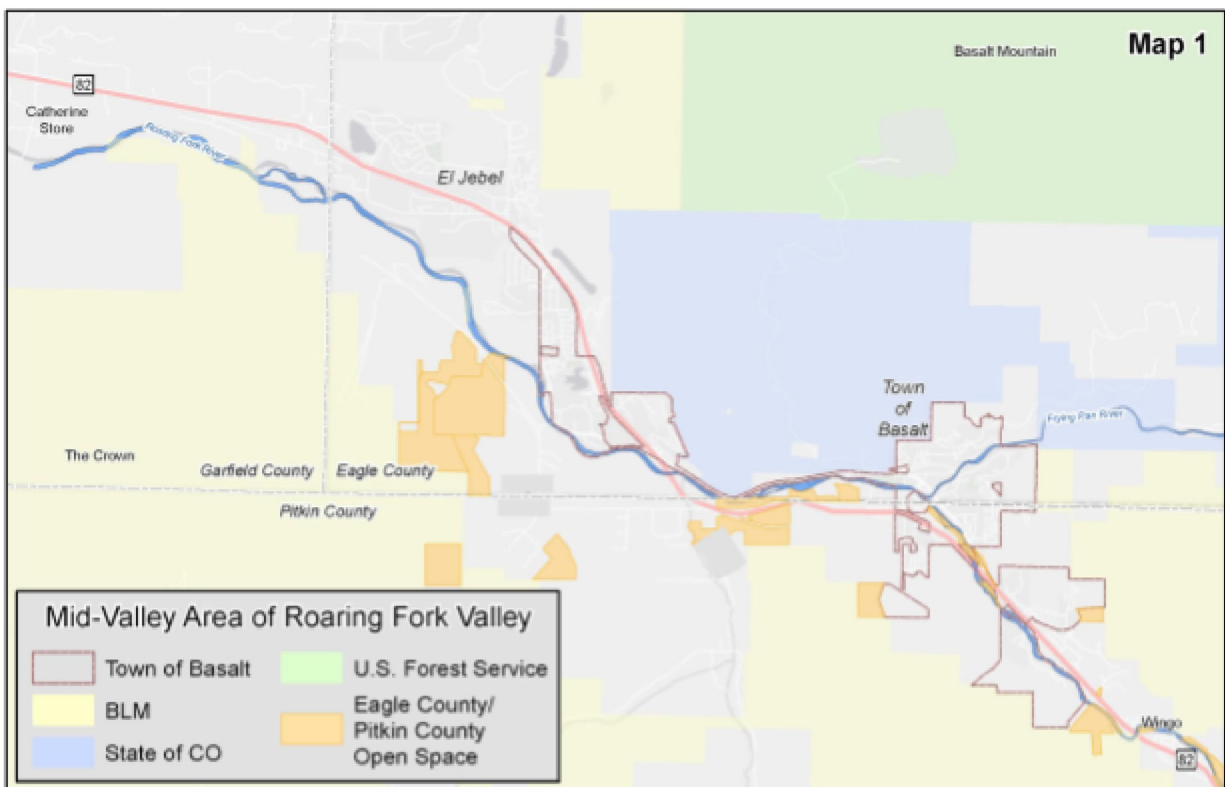 Map 1
Basalt Mountain
82
Catherine
Store
Roaring Fork River
El Jebel
Town
of
Basalt
Frying Pan River
The Crown
Garfield County
Eagle County
Pitkin County
Wingo
82
Mid-Valley Area of Roaring Fork Valley
Town of Basalt
BLM
State of CO
U.S. Forest Service
Eagle County/
Pitkin County
Open Space